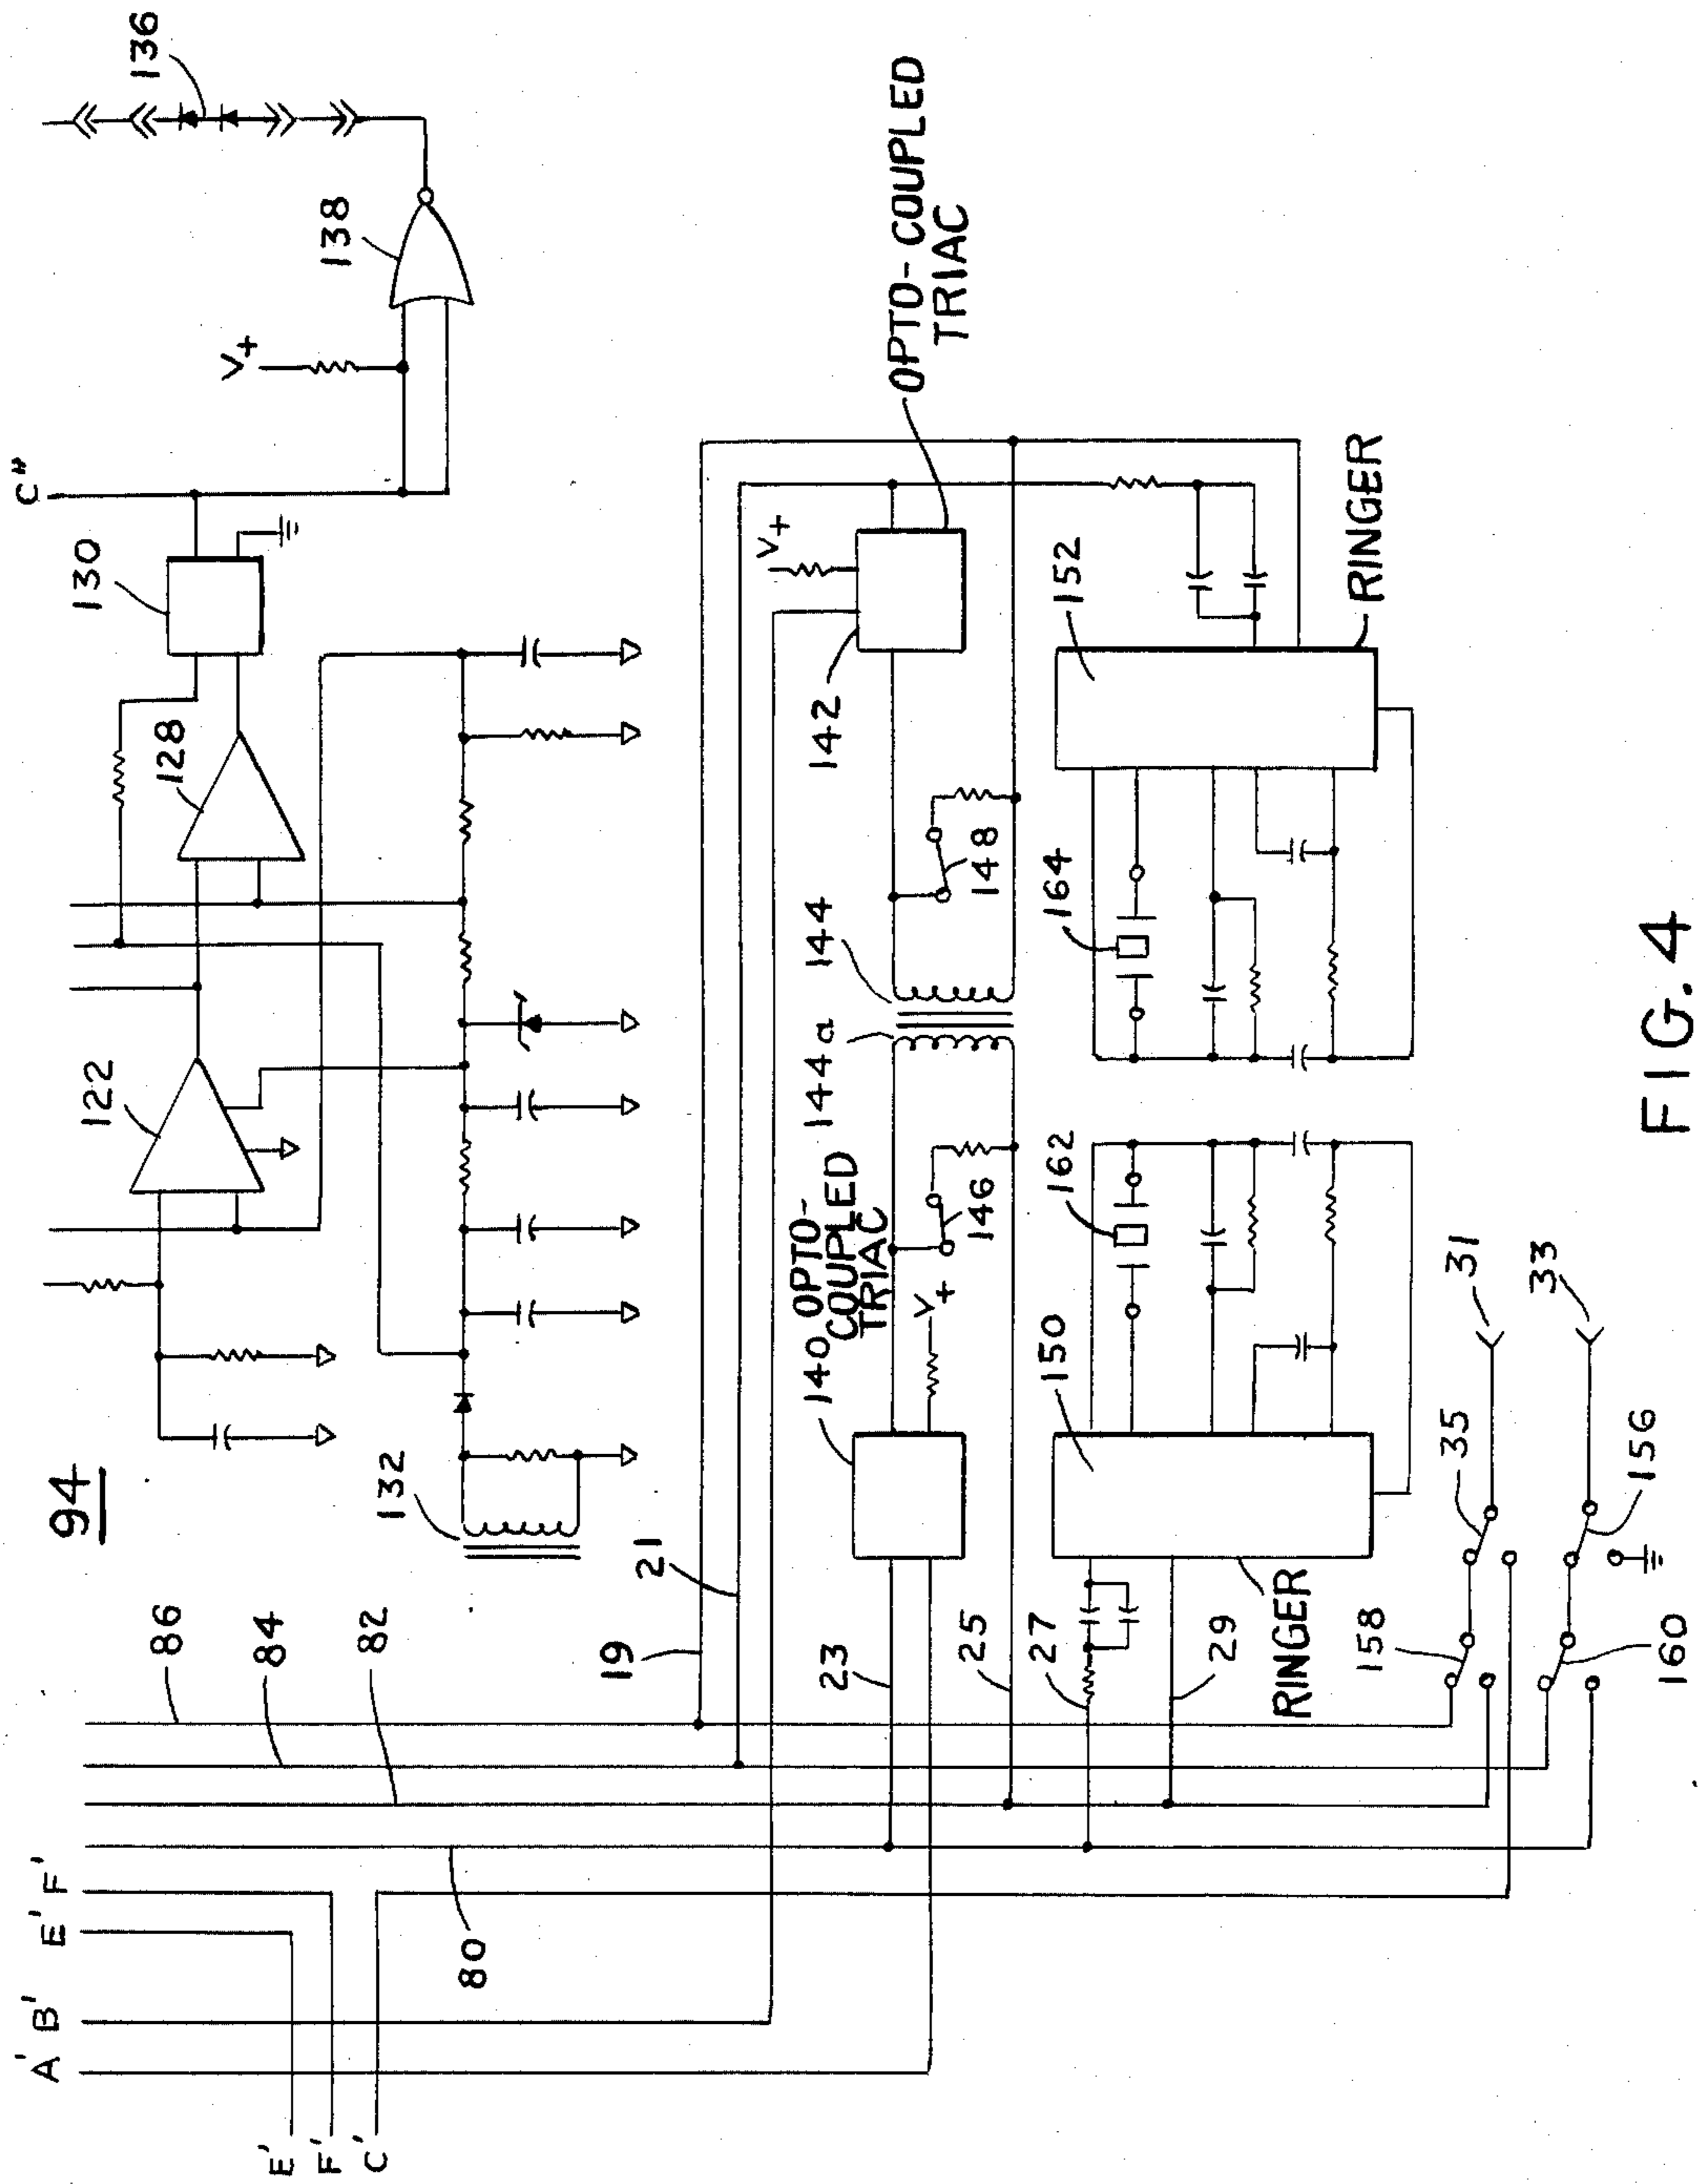 94
122
128
130
C"
136
138
V+
132
86
84
82
80
A'
B'
E'
F'
E'
F'
C'
19
21
23
25
27
29
140
OPTO-
COUPLED
TRIAC
V+
146
144a
144
148
142
V+
OPTO-COUPLED
TRIAC
150
RINGER
162
164
152
RINGER
158
35
31
160
156
33
FIG. 4